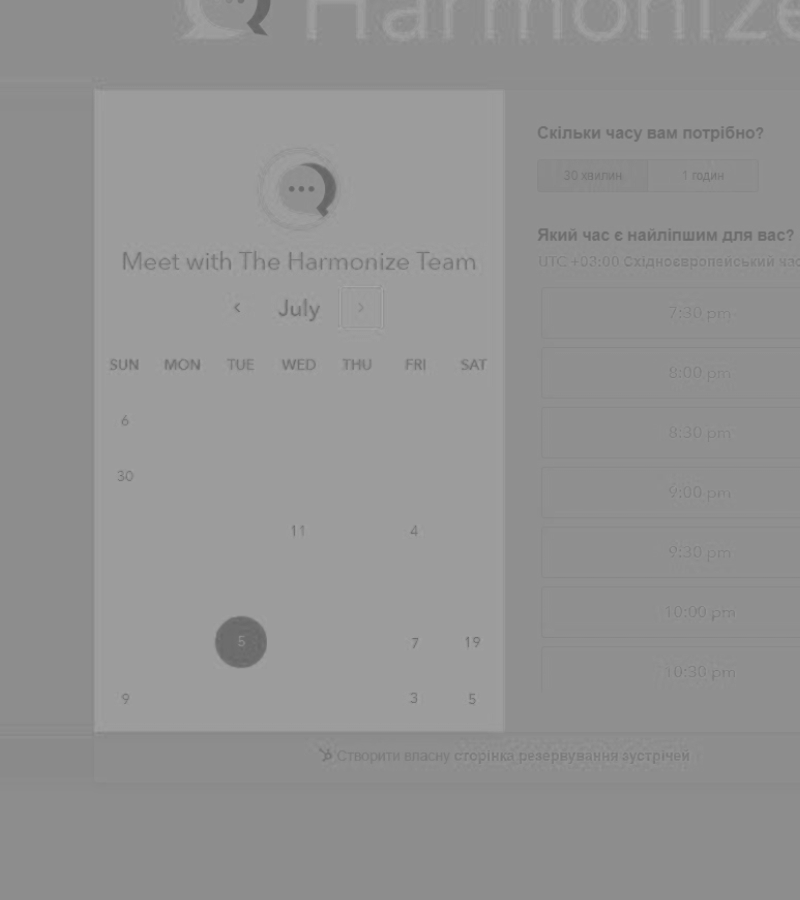 Harmonize
Meet with The Harmonize Team
July
SUN MON TUE WED THU FRI SAT
6
30
11 4
5 7 19
9 3 5
Скільки часу вам потрібно?
30 хвилин 1 годин
Який час є найліпшим для вас?
UTC +03:00 Східноєвропейський час
7:30 pm
8:00 pm
8:30 pm
9:00 pm
9:30 pm
10:00 pm
10:30 pm
Створити власну сторінка резервування зустрічей